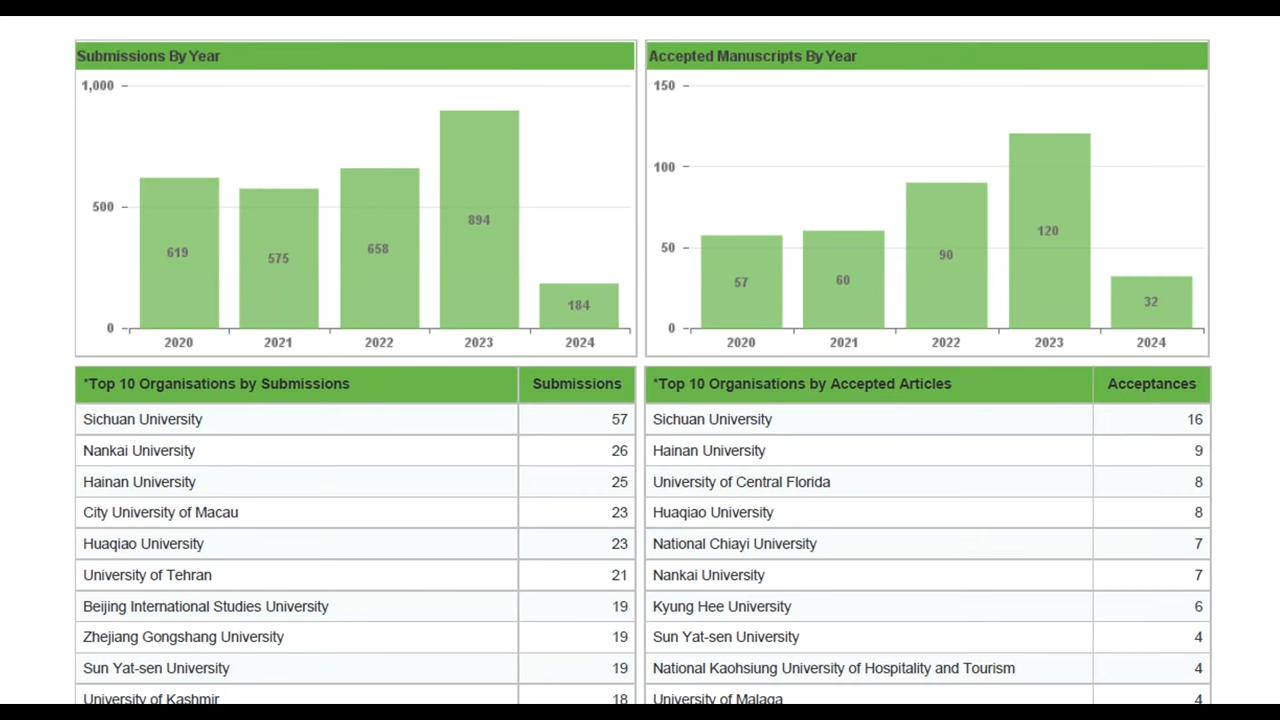 Submissions By Year
1,000
500
0
619
575
658
894
184
2020 2021 2022 2023 2024
Accepted Manuscripts By Year
150
100
50
0
57
60
90
120
32
2020 2021 2022 2023 2024
*Top 10 Organisations by Submissions Submissions
Sichuan University 57
Nankai University 26
Hainan University 25
City University of Macau 23
Huaqiao University 23
University of Tehran 21
Beijing International Studies University 19
Zhejiang Gongshang University 19
Sun Yat-sen University 19
University of Kashmir 18
*Top 10 Organisations by Accepted Articles Acceptances
Sichuan University 16
Hainan University 9
University of Central Florida 8
Huaqiao University 8
National Chiayi University 7
Nankai University 7
Kyung Hee University 6
Sun Yat-sen University 4
National Kaohsiung University of Hospitality and Tourism 4
University of Malaga 4